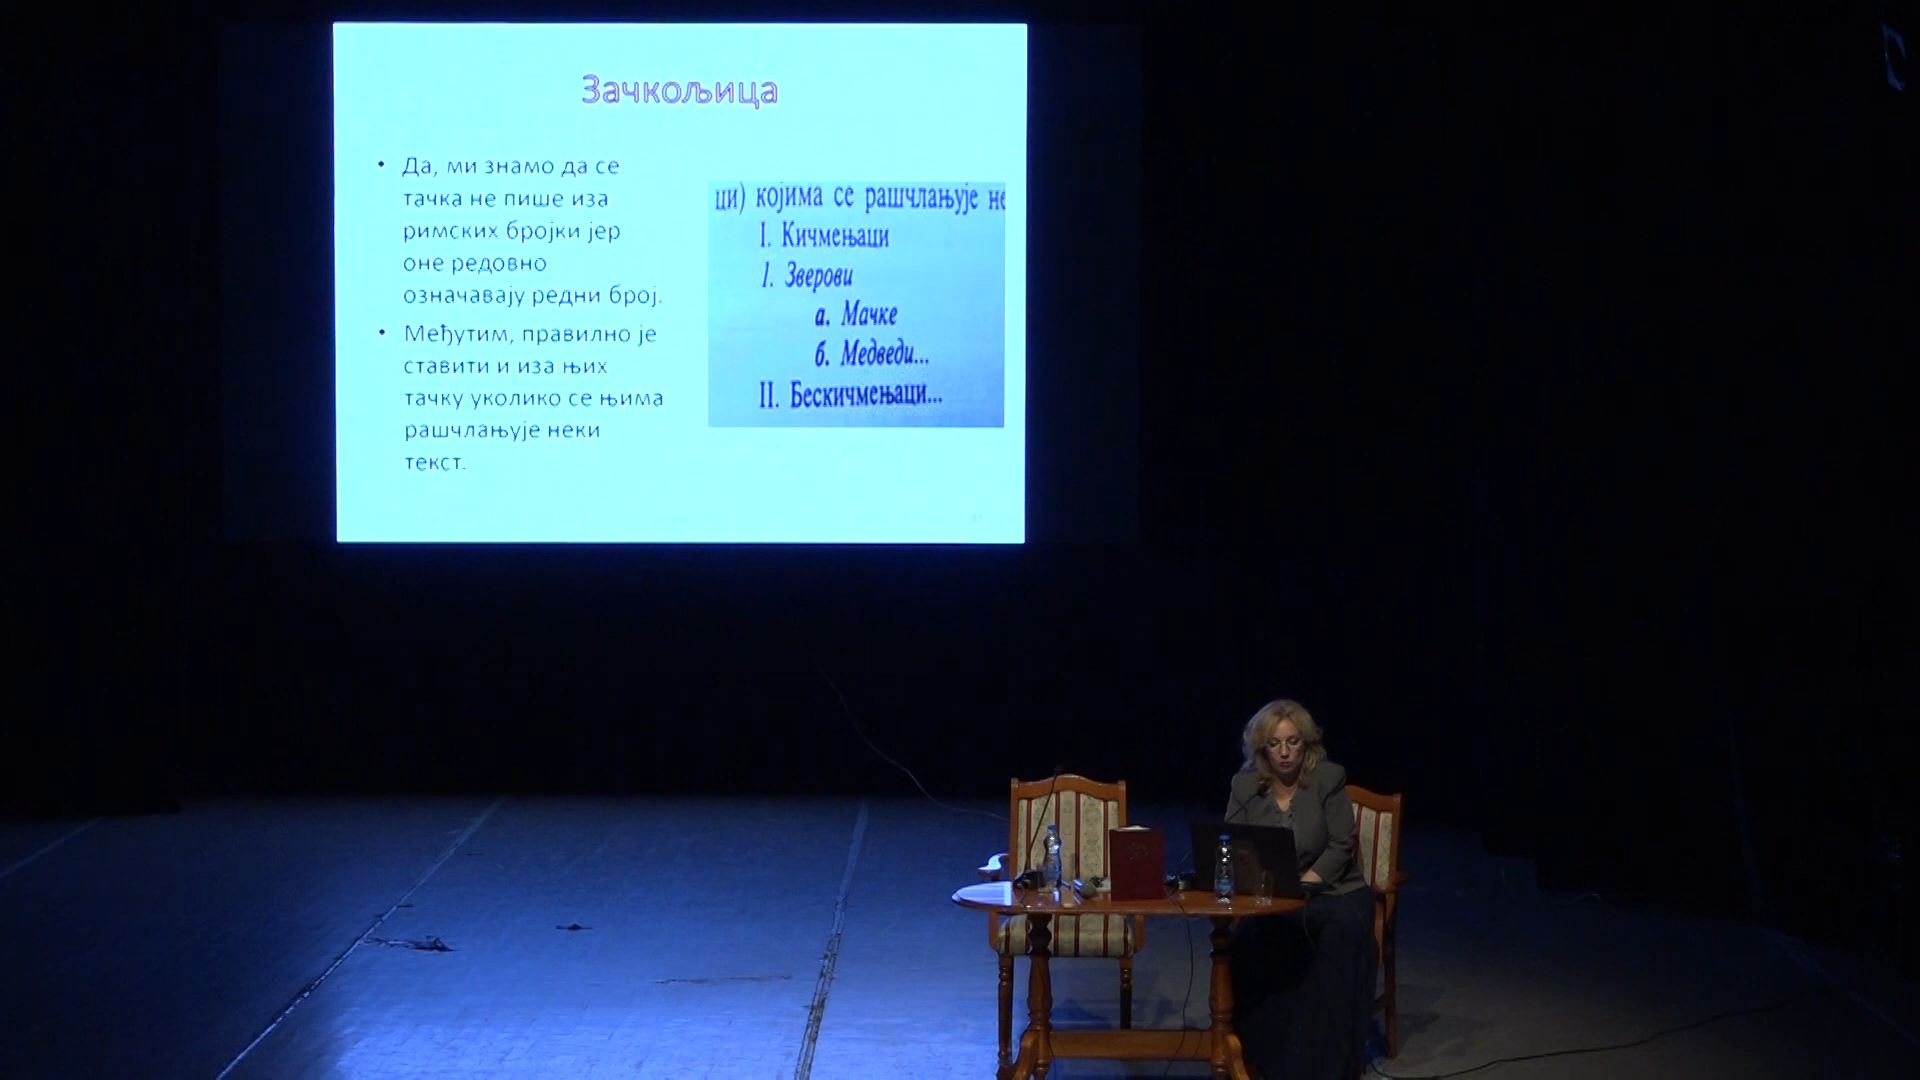 Зачкољица
• Да, ми знамо да се
тачка не пише иза
римских бројки јер
оне редовно
означавају редни број.
• Међутим, правилно је
ставити и иза њих
тачку уколико се њима
рашчлањује неки
текст.
ци) којима се рашчлањује не
I. Кичмењаци
1. Зверови
а. Мачке
б. Медведи...
II. Бескичмењаци...